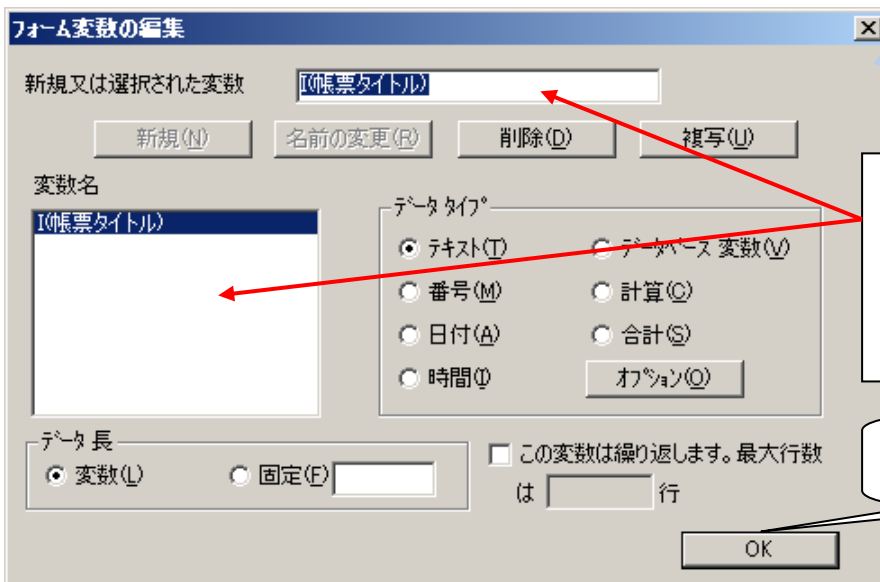 フォーム変数の編集
新規又は選択された変数 I(帳票タイトル)
新規(N) 名前の変更(R) 削除(D) 複写(U)
変数名
I(帳票タイトル)
データ タイプ
テキスト(T) データベース 変数(V)
番号(M) 計算(C)
日付(A) 合計(S)
時間(I) オプション(O)
データ 長
変数(L) 固定(F)
この変数は繰り返します。最大行数
は 行
OK